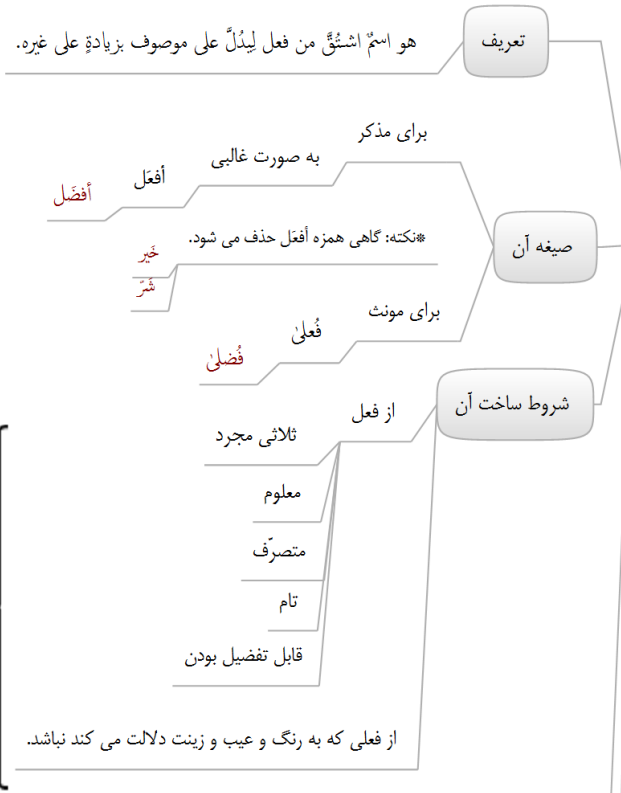 تعریف
هو اسمٌ اشتُقَّ من فعل لِیدُلَّ علی موصوف بزیادةٍ علی غیره.
صیغه آن
برای مذکر
به صورت غالبی
أفعَل
أفضَل
*نکته: گاهی همزه أفعَل حذف می شود.
خَیر
شَرّ
برای مونث
فُعلیٰ
فُضلیٰ
شروط ساخت آن
از فعل
ثلاثی مجرد
معلوم
متصرّف
تام
قابل تفضیل بودن
از فعلی که به رنگ و عیب و زینت دلالت می کند نباشد.